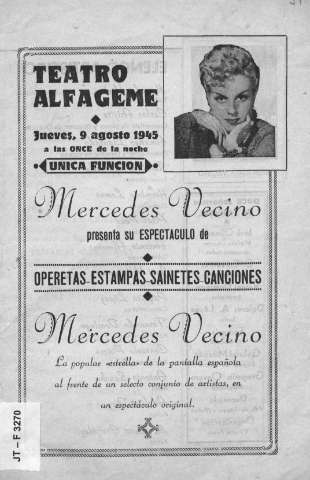 TEATRO
ALFAGEME
Jueves, 9 agosto 1945
a las ONCE de la noche
UNICA FUNCION
Mercedes Vecino
presenta su ESPECTACULO de
OPERETAS-ESTAMPAS-SAINETES-CANCIONES
Mercedes Vecino
La popular «estrella» de la pantalla española
al frente de un selecto conjunto de artistas, en
un espectáculo original.
JT - F 3270